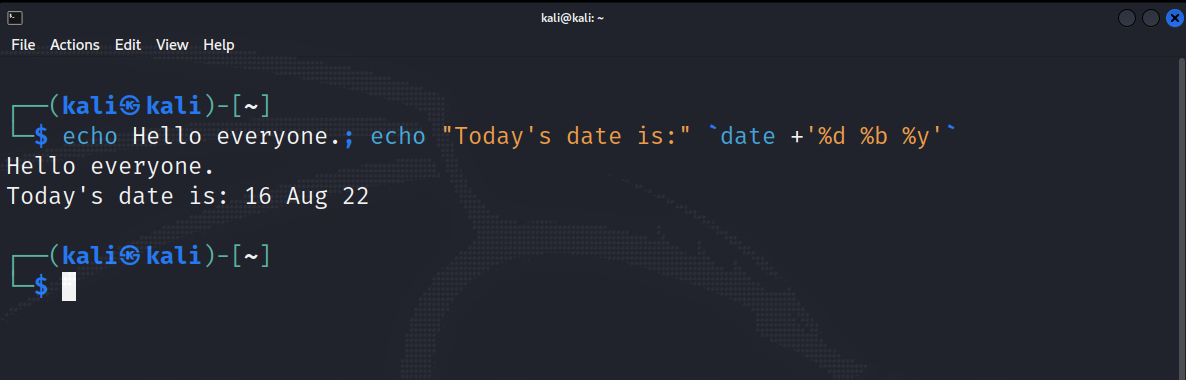 kali@kali: ~
File Actions Edit View Help
┌──(kali㉿kali)-[~]
└─$ echo Hello everyone.; echo "Today's date is:" `date +'%d %b %y'`
Hello everyone.
Today's date is: 16 Aug 22
┌──(kali㉿kali)-[~]
└─$